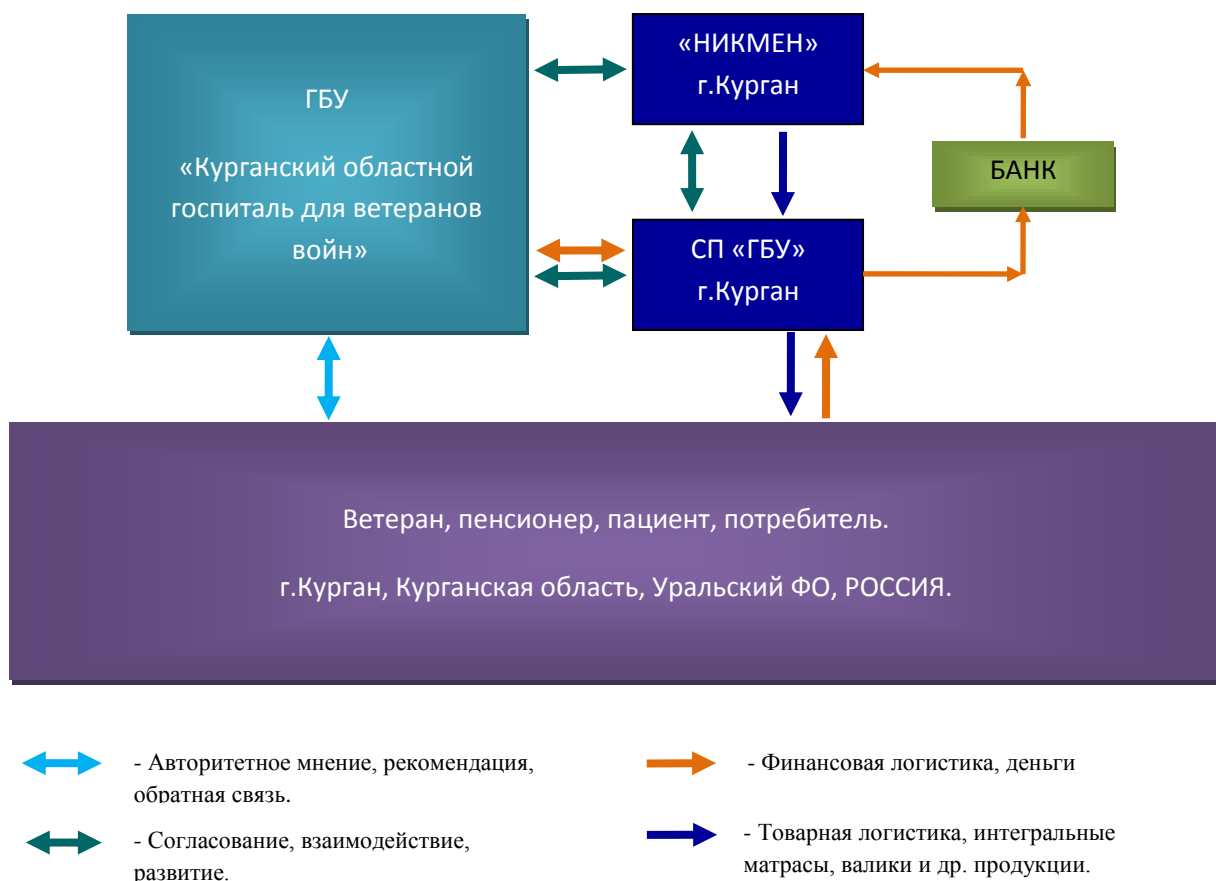 ГБУ
«Курганский областной
госпиталь для ветеранов
войн»
«НИКМЕН»
г.Курган
БАНК
СП «ГБУ»
г.Курган
Ветеран, пенсионер, пациент, потребитель.
г.Курган, Курганская область, Уральский ФО, РОССИЯ.
- Авторитетное мнение, рекомендация,
обратная связь.
- Согласование, взаимодействие,
развитие.
- Финансовая логистика, деньги
- Товарная логистика, интегральные
матрасы, валики и др. продукции.